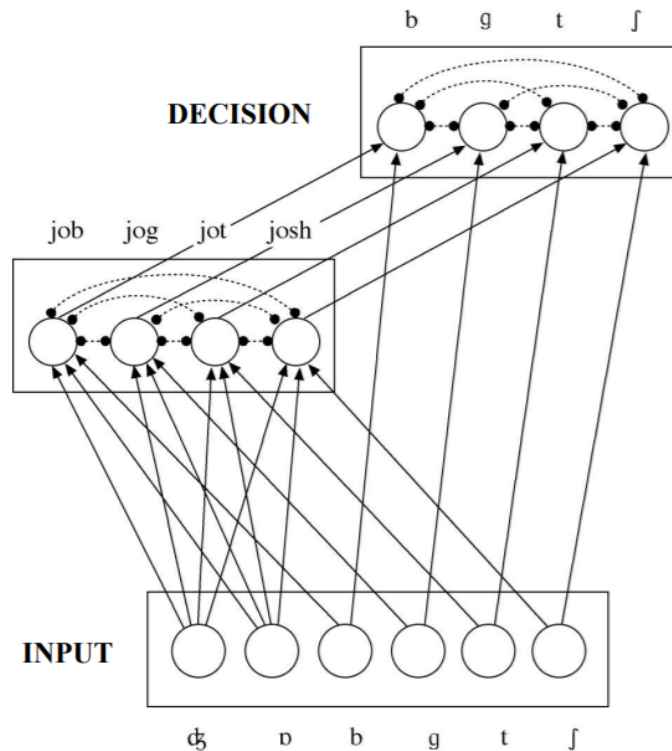 b g t ʃ
DECISION
job jog jot josh
INPUT
ʤ ɒ b g t ʃ